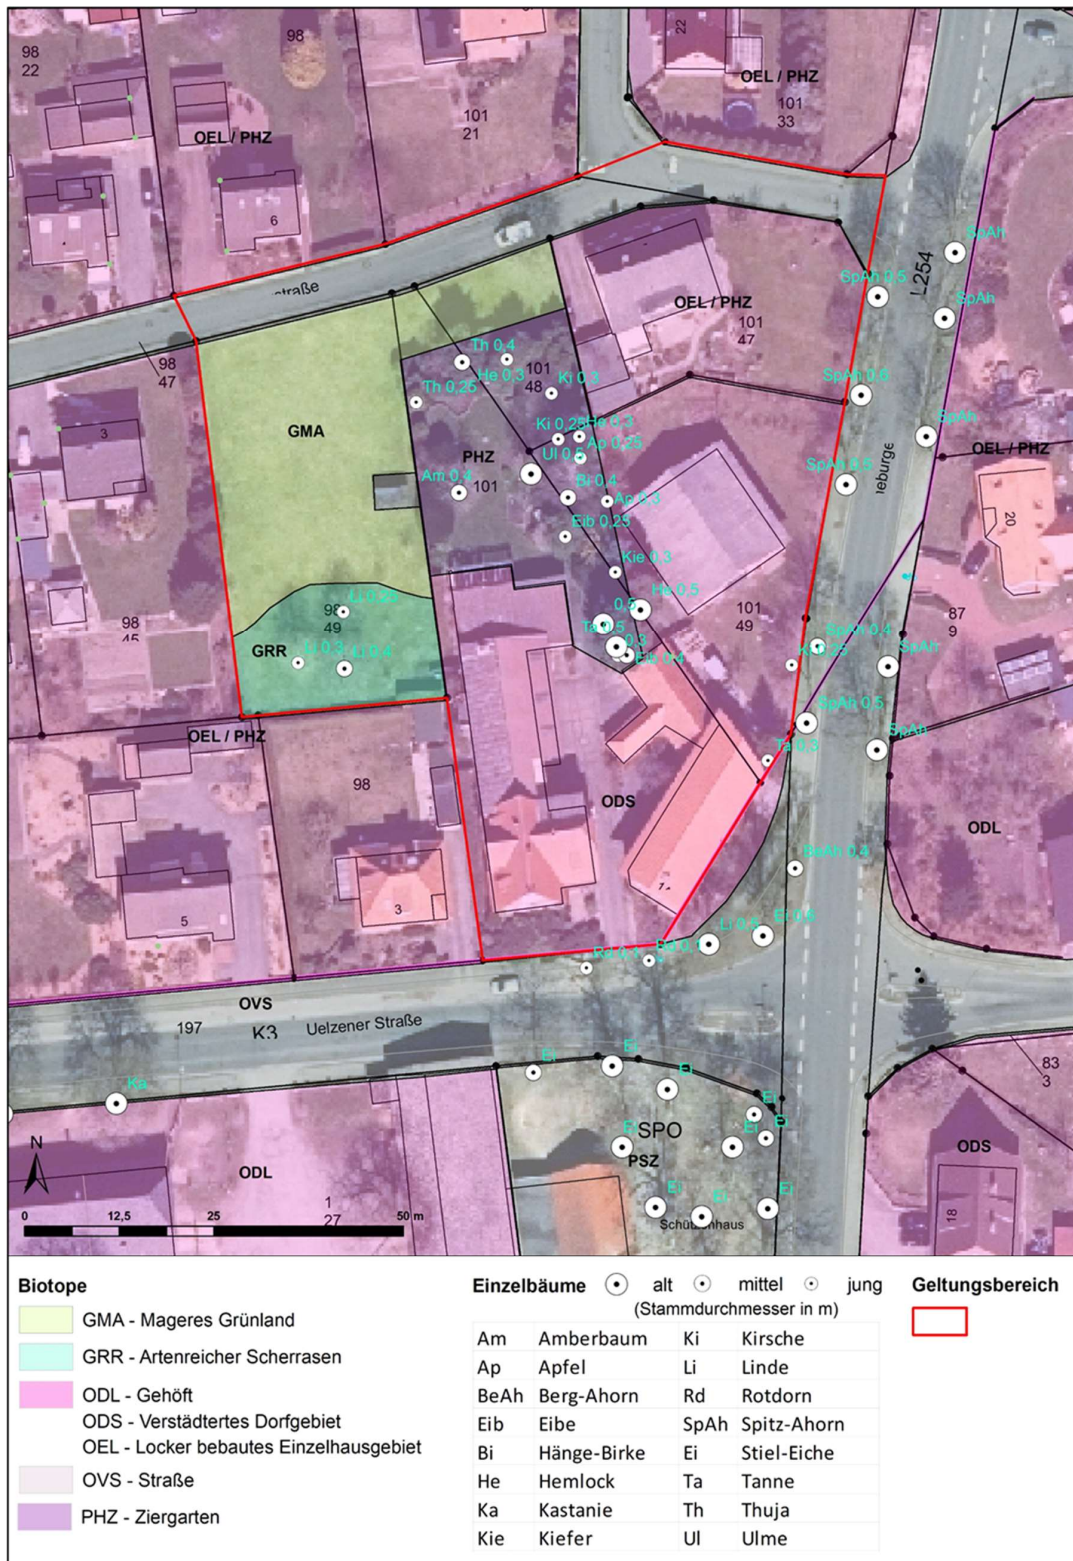 98
22
98
OEL / PHZ
101
21
22
OEL / PHZ
101
33
6
SpAh
SpAh 0,5
L254
SpAh
straße
OEL / PHZ
101
47
98
47
Th 0,4
He 0,3
101
48
Ki 0,3
Th 0,25
SpAh 0,6
3
GMA
Ki 0,25
He 0,3
Ap 0,25
SpAh
OEL / PHZ
PHZ
Ul 0,5
101
Am 0,4
Bi 0,4
Ap 0,3
SpAh 0,5
neburge
20
Eib 0,25
Kie 0,3
Li 0,25
98
49
98
45
He 0,5
0,5
Ta 0,5
0,3
Eib 0,4
101
49
87
9
SpAh 0,4
Ki 0,25
SpAh
GRR
Li 0,3
Li 0,4
OEL / PHZ
SpAh 0,5
SpAh
Ta 0,3
98
ODS
ODL
BeAh 0,4
5
3
Li 0,5
Ei 0,6
Rd 0,1
Rd 0,1
OVS
197
K3
Uelzener Straße
Ei
Ei
Ei
83
3
Ka
Ei
Ei
Ei
Ei
SPO
PSZ
ODS
N
ODL
1
27
Ei
Ei
Ei
Schützenhaus
18
0 12,5 25 50 m
Biotope
GMA - Mageres Grünland
GRR - Artenreicher Scherrasen
ODL - Gehöft
ODS - Verstädtertes Dorfgebiet
OEL - Locker bebautes Einzelhausgebiet
OVS - Straße
PHZ - Ziergarten
Einzelbäume alt mittel jung
(Stammdurchmesser in m)
Am Amberbaum Ki Kirsche
Ap Apfel Li Linde
BeAh Berg-Ahorn Rd Rotdorn
Eib Eibe SpAh Spitz-Ahorn
Bi Hänge-Birke Ei Stiel-Eiche
He Hemlock Ta Tanne
Ka Kastanie Th Thuja
Kie Kiefer Ul Ulme
Geltungsbereich